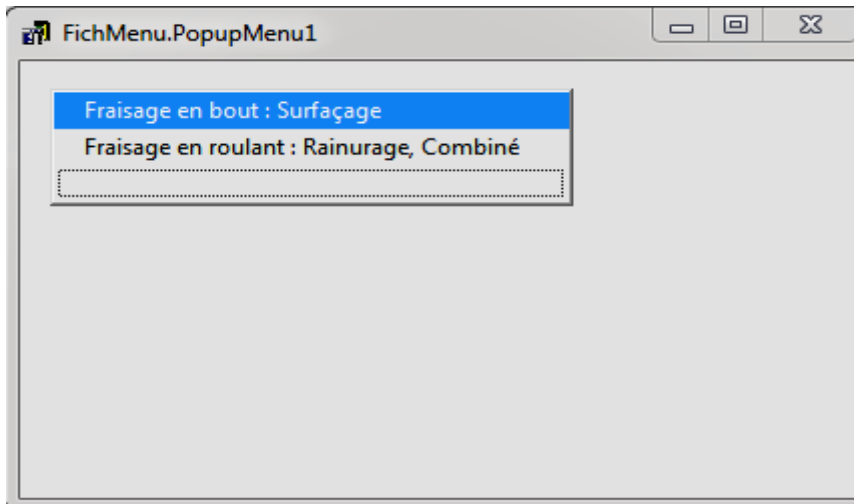 FichMenu.PopupMenu1
Fraisage en bout : Surfaçage
Fraisage en roulant : Rainurage, Combiné